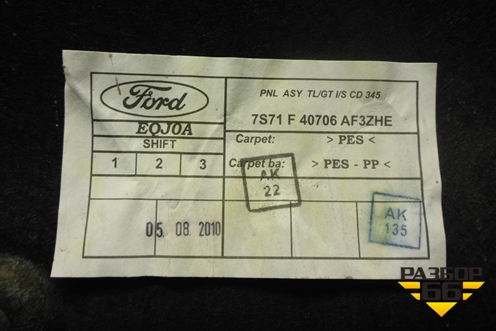 Ford
EQJ0A
SHIFT
1 2 3
05. 08. 2010
PNL ASY TL/GT I/S CD 345
7S71 F 40706 AF3ZHE
Carpet: > PES <
Carpet ba: > PES - PP <
AK
22
AK
135
РАЗБОР
66